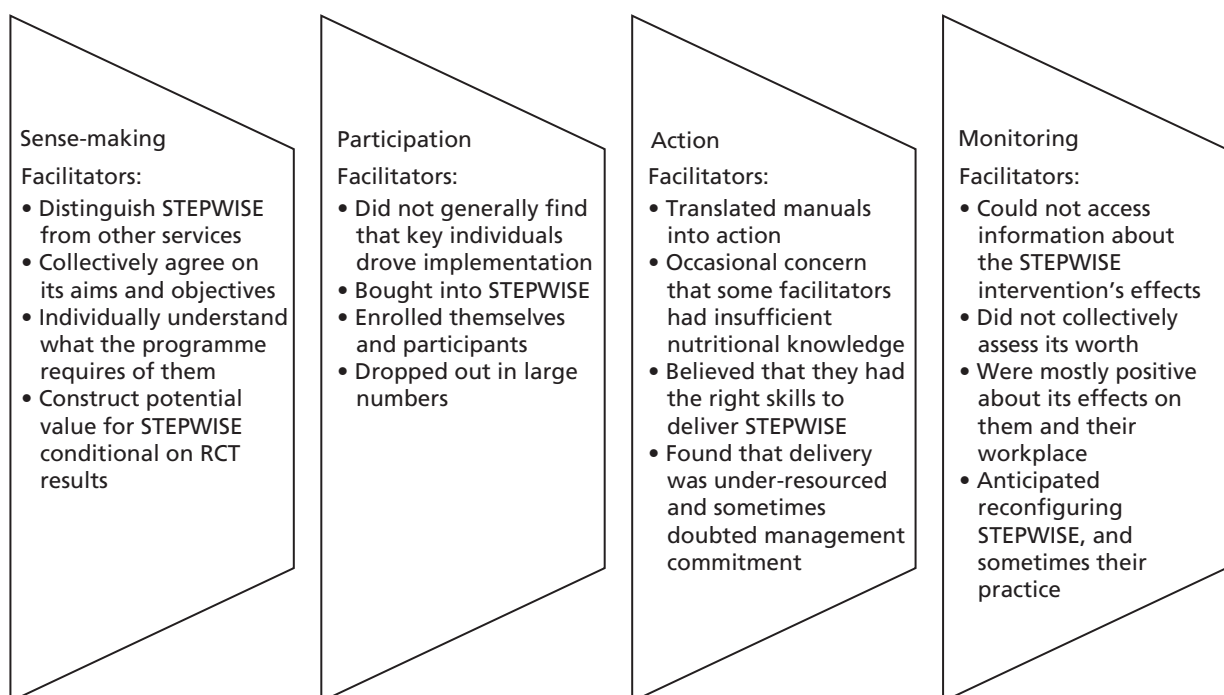 Sense-making
Facilitators:
• Distinguish STEPWISE
from other services
• Collectively agree on
its aims and objectives
• Individually understand
what the programme
requires of them
• Construct potential
value for STEPWISE
conditional on RCT
results
Participation
Facilitators:
• Did not generally find
that key individuals
drove implementation
• Bought into STEPWISE
• Enrolled themselves
and participants
• Dropped out in large
numbers
Action
Facilitators:
• Translated manuals
into action
• Occasional concern
that some facilitators
had insufficient
nutritional knowledge
• Believed that they had
the right skills to
deliver STEPWISE
• Found that delivery
was under-resourced
and sometimes
doubted management
commitment
Monitoring
Facilitators:
• Could not access
information about
the STEPWISE
intervention’s effects
• Did not collectively
assess its worth
• Were mostly positive
about its effects on
them and their
workplace
• Anticipated
reconfiguring
STEPWISE, and
sometimes their
practice